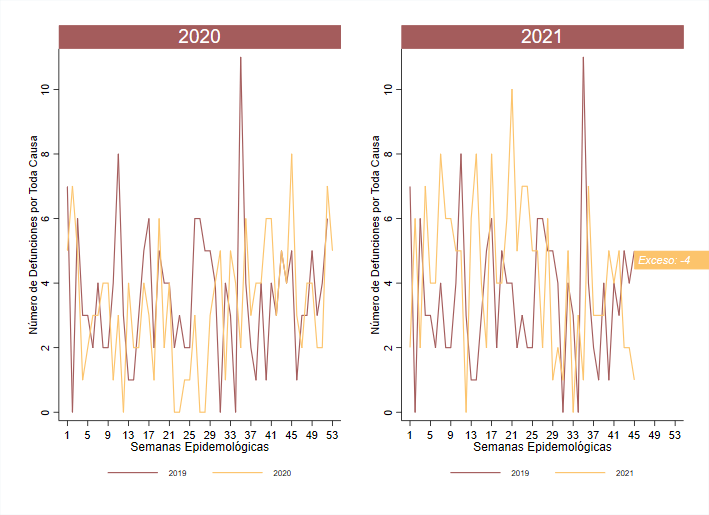 2020
Número de Defunciones por Toda Causa
10
8
6
4
2
0
1 5 9 13 17 21 25 29 33 37 41 45 49 53
Semanas Epidemológicas
2019 2020
2021
Número de Defunciones por Toda Causa
10
8
6
4
2
0
Exceso: -4
1 5 9 13 17 21 25 29 33 37 41 45 49 53
Semanas Epidemológicas
2019 2021